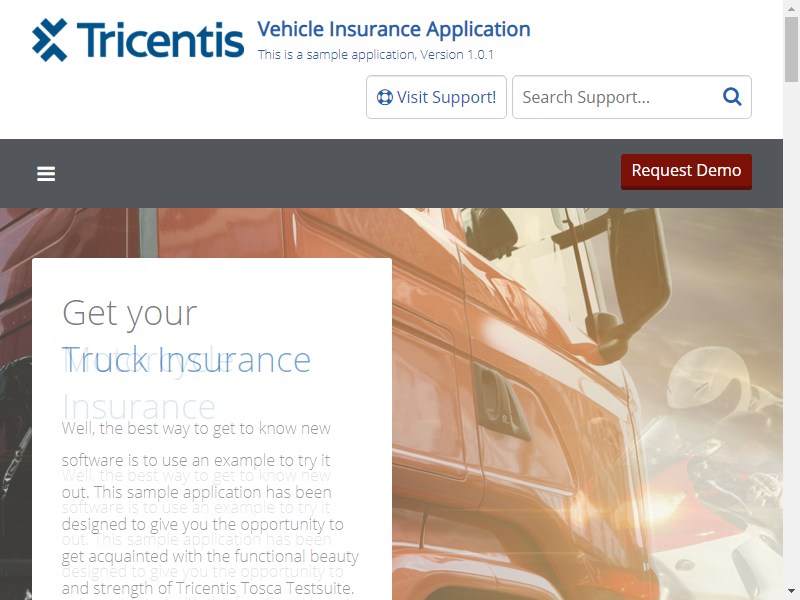 Tricentis
Vehicle Insurance Application
This is a sample application, Version 1.0.1
Visit Support!
Search Support...
Request Demo
Get your
Truck Insurance
Motorcycle
Insurance
Well, the best way to get to know new
software is to use an example to try it
out. This sample application has been
designed to give you the opportunity to
get acquainted with the functional beauty
and strength of Tricentis Tosca Testsuite.
Well, the best way to get to know new
software is to use an example to try it
out. This sample application has been
designed to give you the opportunity to